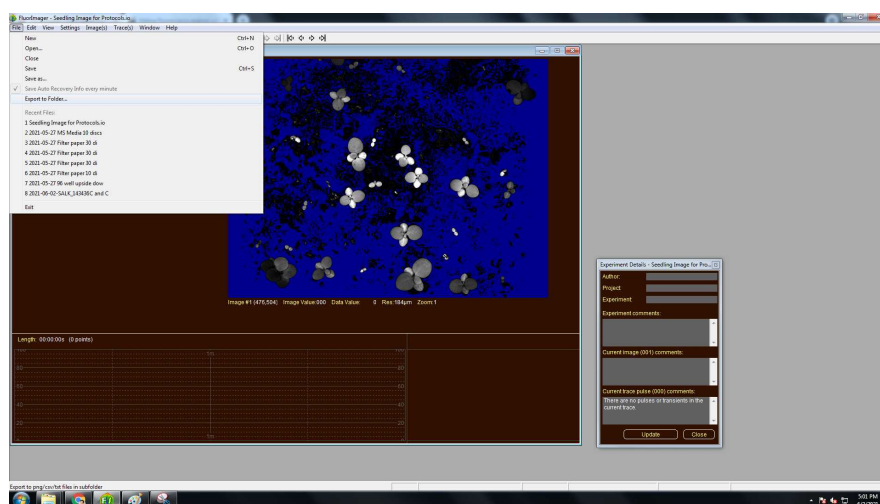 FluorImager - Seedling Image for Protocols.io
File Edit View Settings Image(s) Trace(s) Window Help
New Ctrl+N
Open... Ctrl+O
Close
Save Ctrl+S
Save as...
Save Auto Recovery Info every minute
Export to Folder...
Recent Files:
1 Seedling Image for Protocols.io
2 2021-05-27 MS Media 10 discs
3 2021-05-27 Filter paper 30 di
4 2021-05-27 Filter paper 30 di
5 2021-05-27 Filter paper 30 di
6 2021-05-27 Filter paper 10 di
7 2021-05-27 96 well upside dow
8 2021-06-02-SALK_143436C and C
Exit
Image #1 (476,504) Image Value:000 Data Value: 0 Res:184µm Zoom:1
Length: 00:00:00s (0 points)
80
60
40
20
80
60
40
20
Experiment Details - Seedling Image for Pro...
Author:
Project:
Experiment:
Experiment comments:
Current image (001) comments:
Current trace pulse (000) comments:
There are no pulses or transients in the
current trace.
Update Close
Export to png/csv/txt files in subfolder
5:01 PM